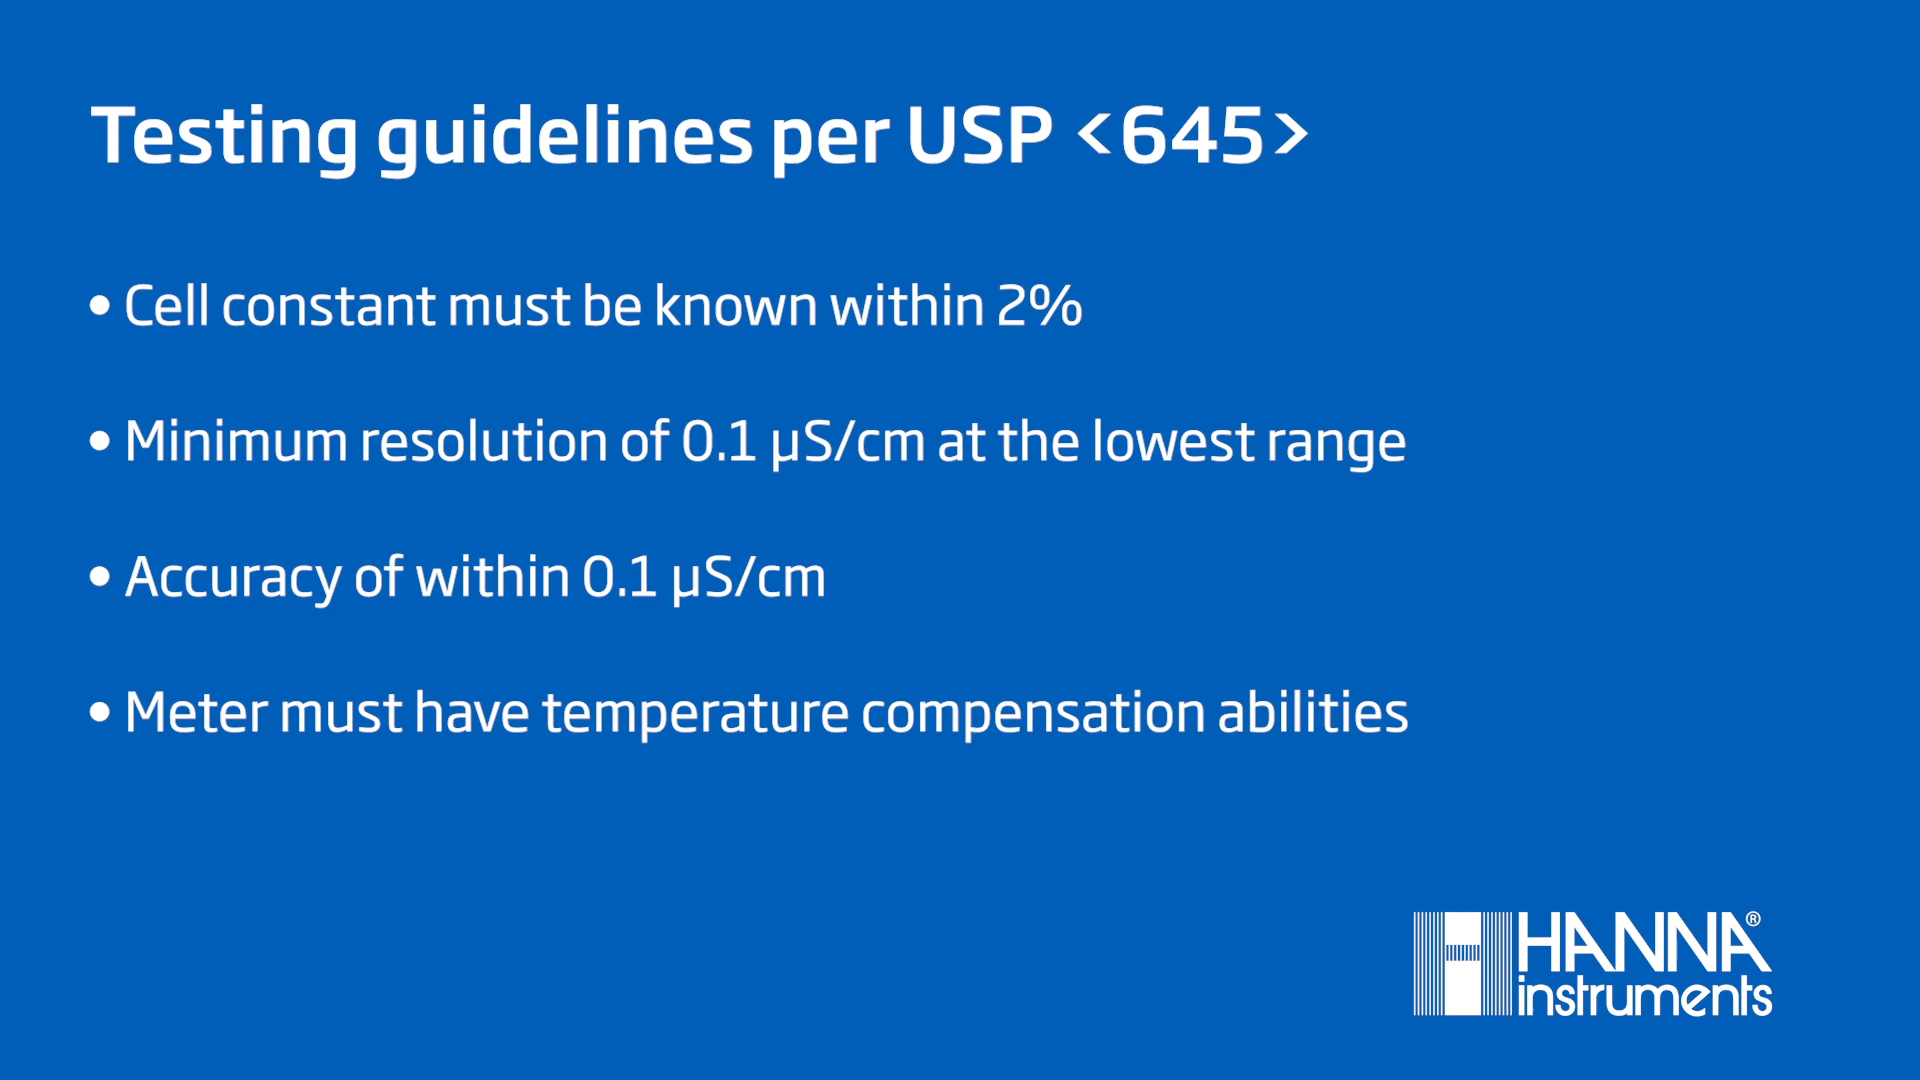 Testing guidelines per USP <645>
• Cell constant must be known within 2%
• Minimum resolution of 0.1 µS/cm at the lowest range
• Accuracy of within 0.1 µS/cm
• Meter must have temperature compensation abilities
HANNA®
instruments